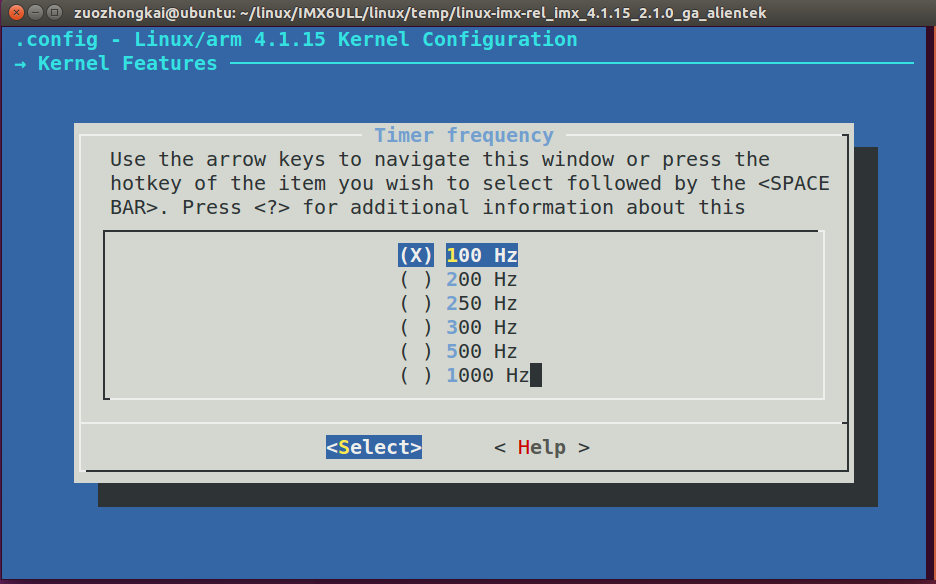 zuozhongkai@ubuntu: ~/linux/IMX6ULL/linux/temp/linux-imx-rel_imx_4.1.15_2.1.0_ga_alientek
.config - Linux/arm 4.1.15 Kernel Configuration
→ Kernel Features
Timer frequency
Use the arrow keys to navigate this window or press the
hotkey of the item you wish to select followed by the <SPACE
BAR>. Press <?> for additional information about this
(X) 100 Hz
( ) 200 Hz
( ) 250 Hz
( ) 300 Hz
( ) 500 Hz
( ) 1000 Hz
<Select> < Help >